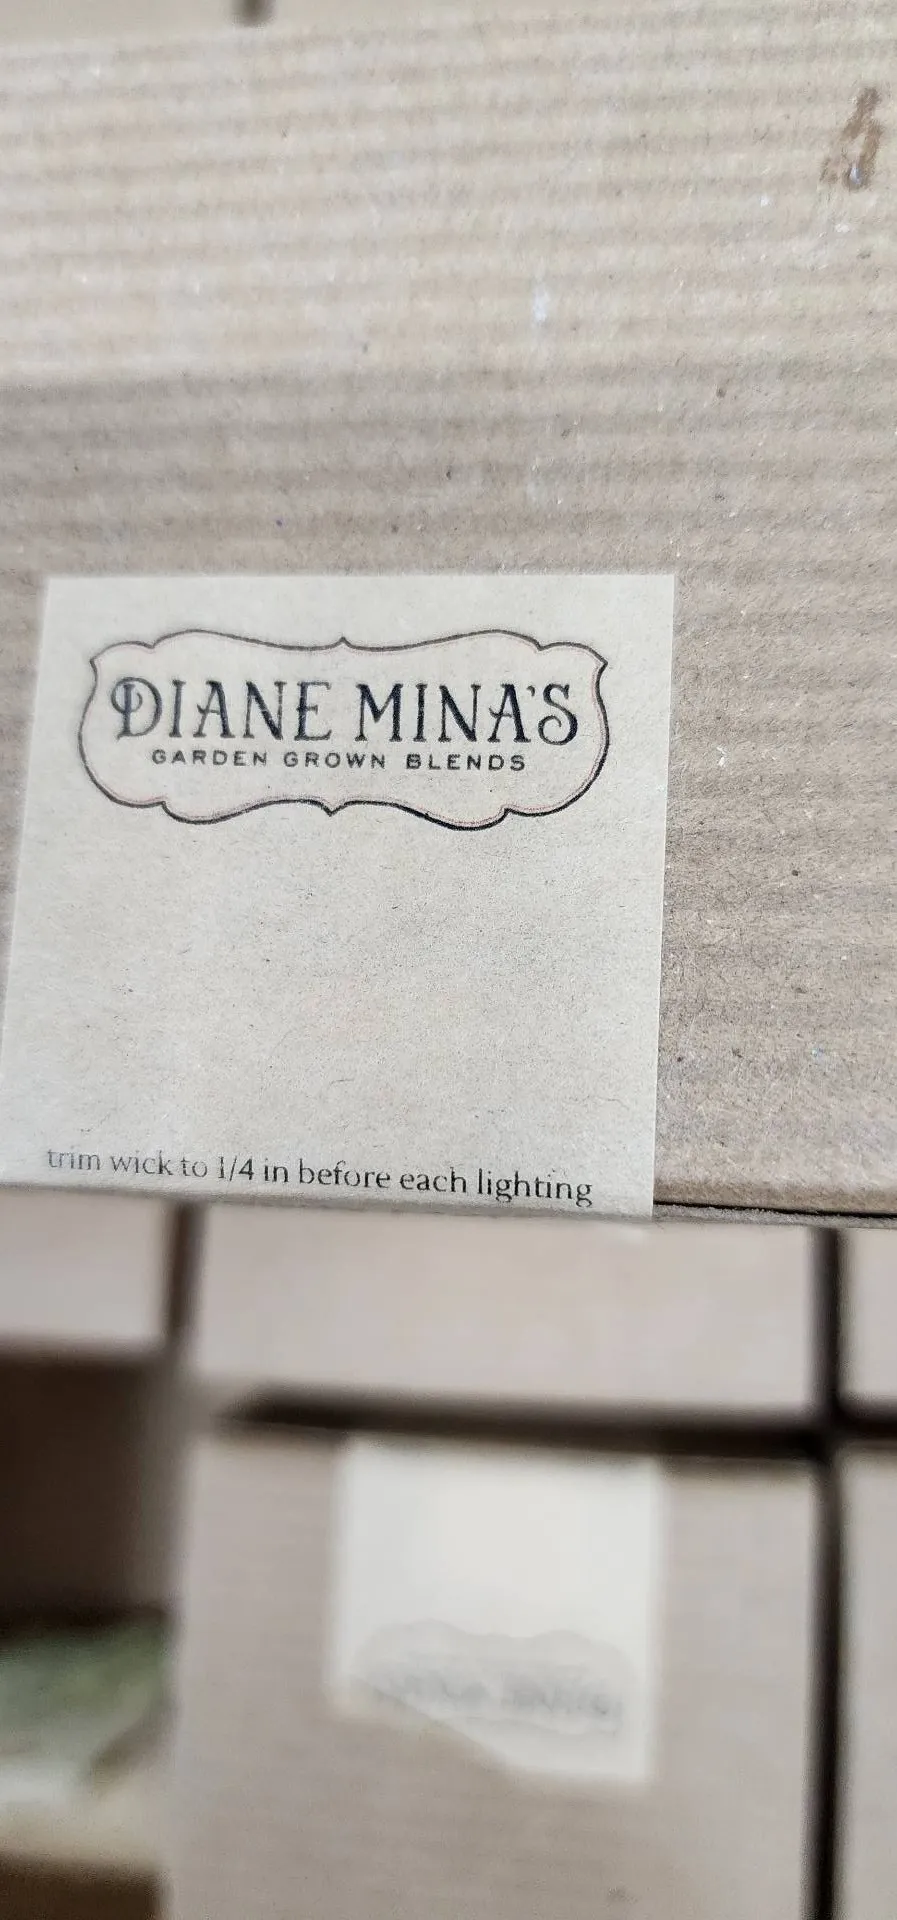 DIANE MINA'S
GARDEN GROWN BLENDS
trim wick to 1/4 in before each lighting